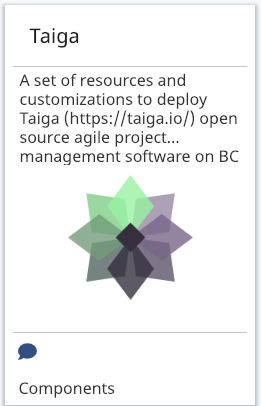 Taiga
A set of resources and
customizations to deploy
Taiga (https://taiga.io/) open
source agile project...
management software on BC
Components